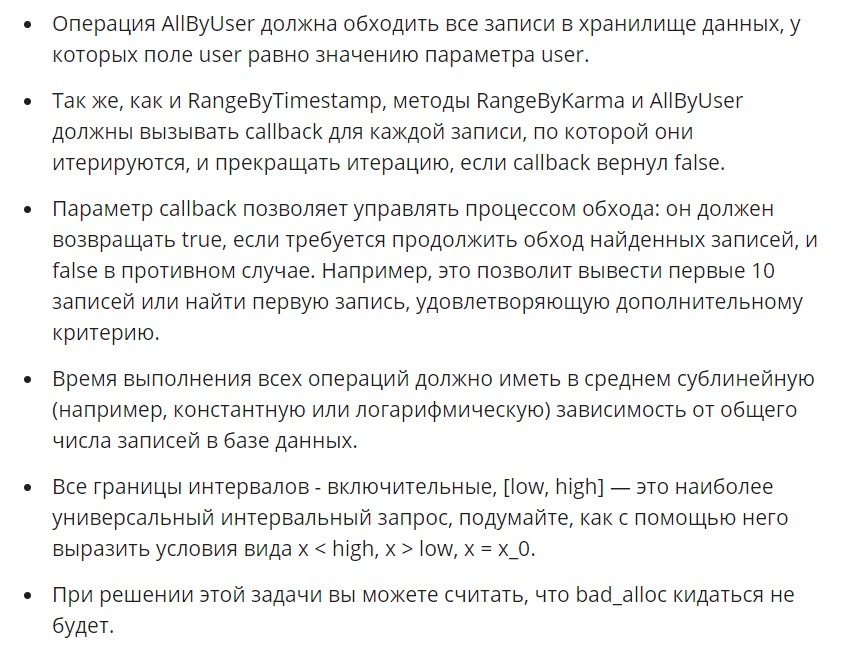 • Операция AllByUser должна обходить все записи в хранилище данных, у
которых поле user равно значению параметра user.
• Так же, как и RangeByTimestamp, методы RangeByKarma и AllByUser
должны вызывать callback для каждой записи, по которой они
итерируются, и прекращать итерацию, если callback вернул false.
• Параметр callback позволяет управлять процессом обхода: он должен
возвращать true, если требуется продолжить обход найденных записей, и
false в противном случае. Например, это позволит вывести первые 10
записей или найти первую запись, удовлетворяющую дополнительному
критерию.
• Время выполнения всех операций должно иметь в среднем сублинейную
(например, константную или логарифмическую) зависимость от общего
числа записей в базе данных.
• Все границы интервалов - включительные, [low, high] — это наиболее
универсальный интервальный запрос, подумайте, как с помощью него
выразить условия вида x < high, x > low, x = x_0.
• При решении этой задачи вы можете считать, что bad_alloc кидаться не
будет.